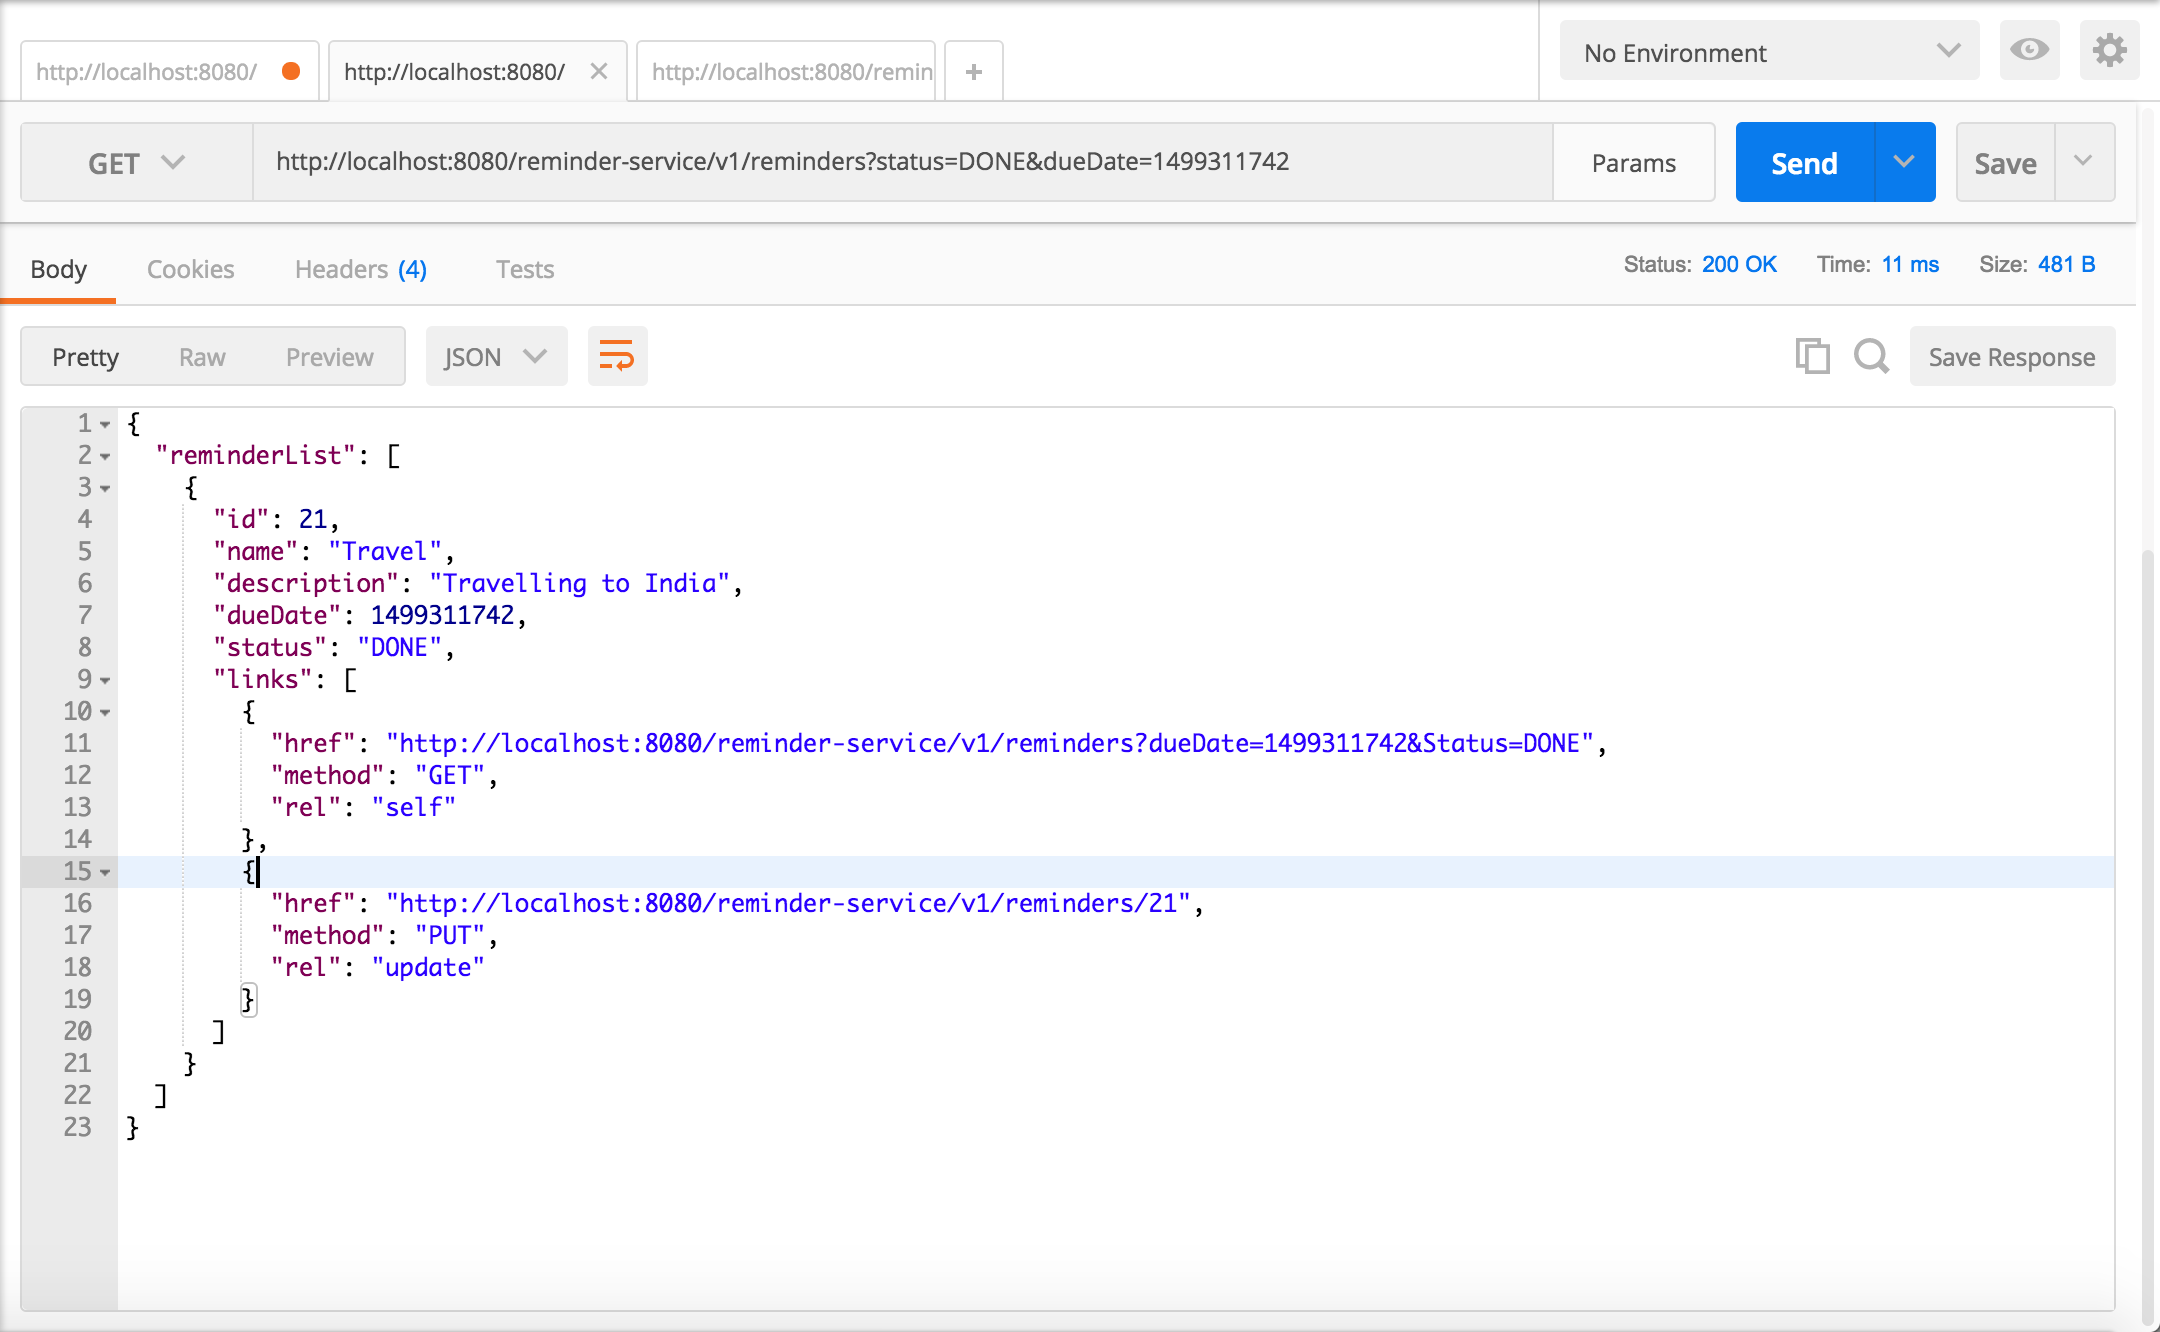 http://localhost:8080/ http://localhost:8080/ http://localhost:8080/remin No Environment
GET http://localhost:8080/reminder-service/v1/reminders?status=DONE&dueDate=1499311742 Params Send Save
Body Cookies Headers (4) Tests Status: 200 OK Time: 11 ms Size: 481 B
Pretty Raw Preview JSON Save Response
1 {
2 "reminderList": [
3 {
4 "id": 21,
5 "name": "Travel",
6 "description": "Travelling to India",
7 "dueDate": 1499311742,
8 "status": "DONE",
9 "links": [
10 {
11 "href": "http://localhost:8080/reminder-service/v1/reminders?dueDate=1499311742&Status=DONE",
12 "method": "GET",
13 "rel": "self"
14 },
15 {
16 "href": "http://localhost:8080/reminder-service/v1/reminders/21",
17 "method": "PUT",
18 "rel": "update"
19 }
20 ]
21 }
22 ]
23 }